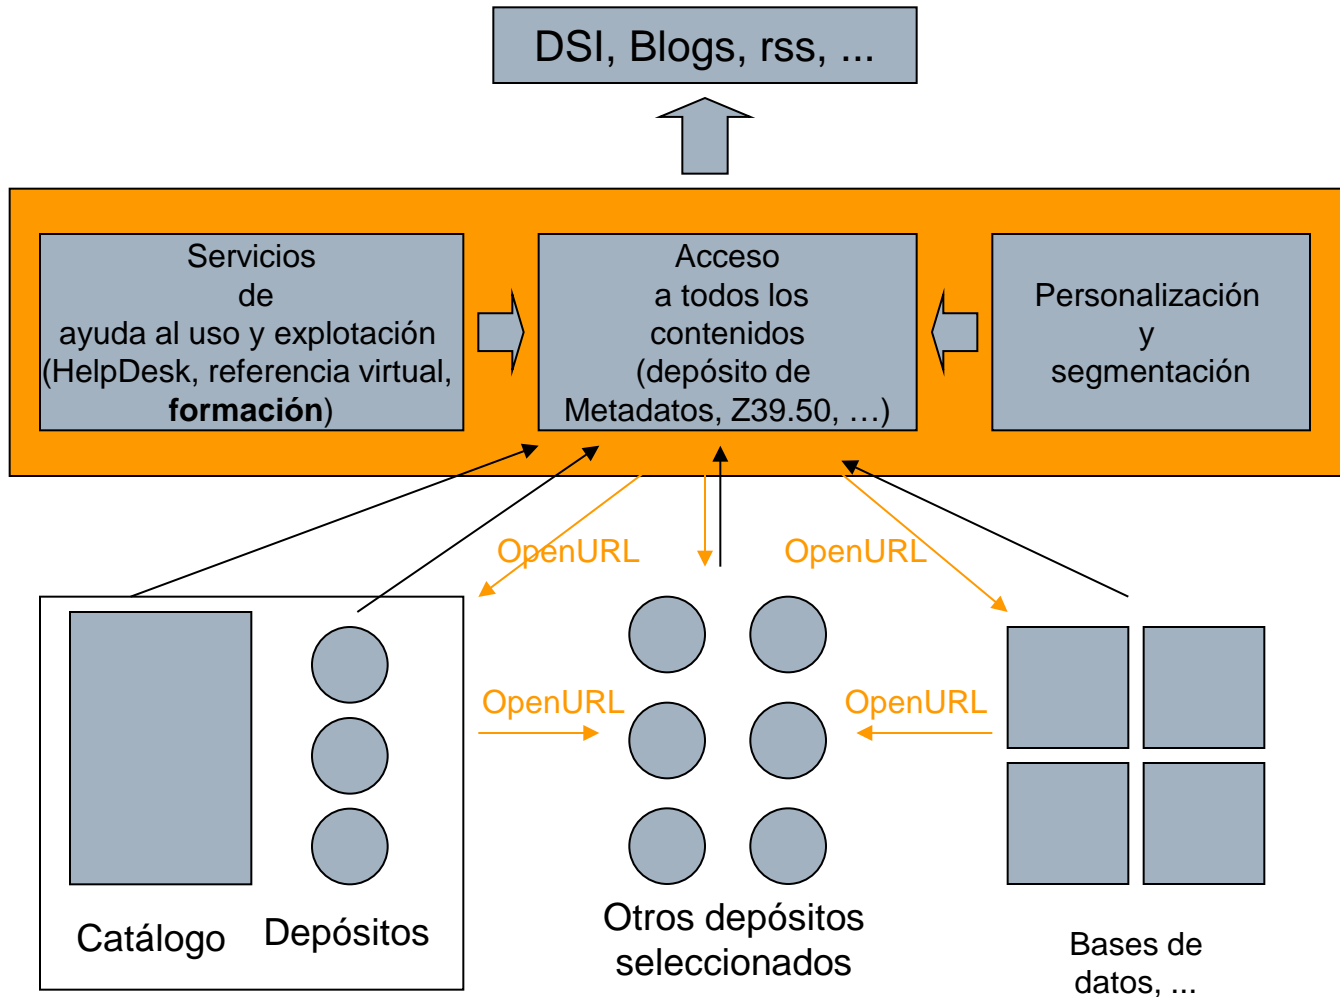 DSI, Blogs, rss, ...
Servicios
de
ayuda al uso y explotación
(HelpDesk, referencia virtual,
formación)
Acceso
a todos los
contenidos
(depósito de
Metadatos, Z39.50, …)
Personalización
y
segmentación
OpenURL
OpenURL
OpenURL
OpenURL
Catálogo
Depósitos
Otros depósitos
seleccionados
Bases de
datos, ...